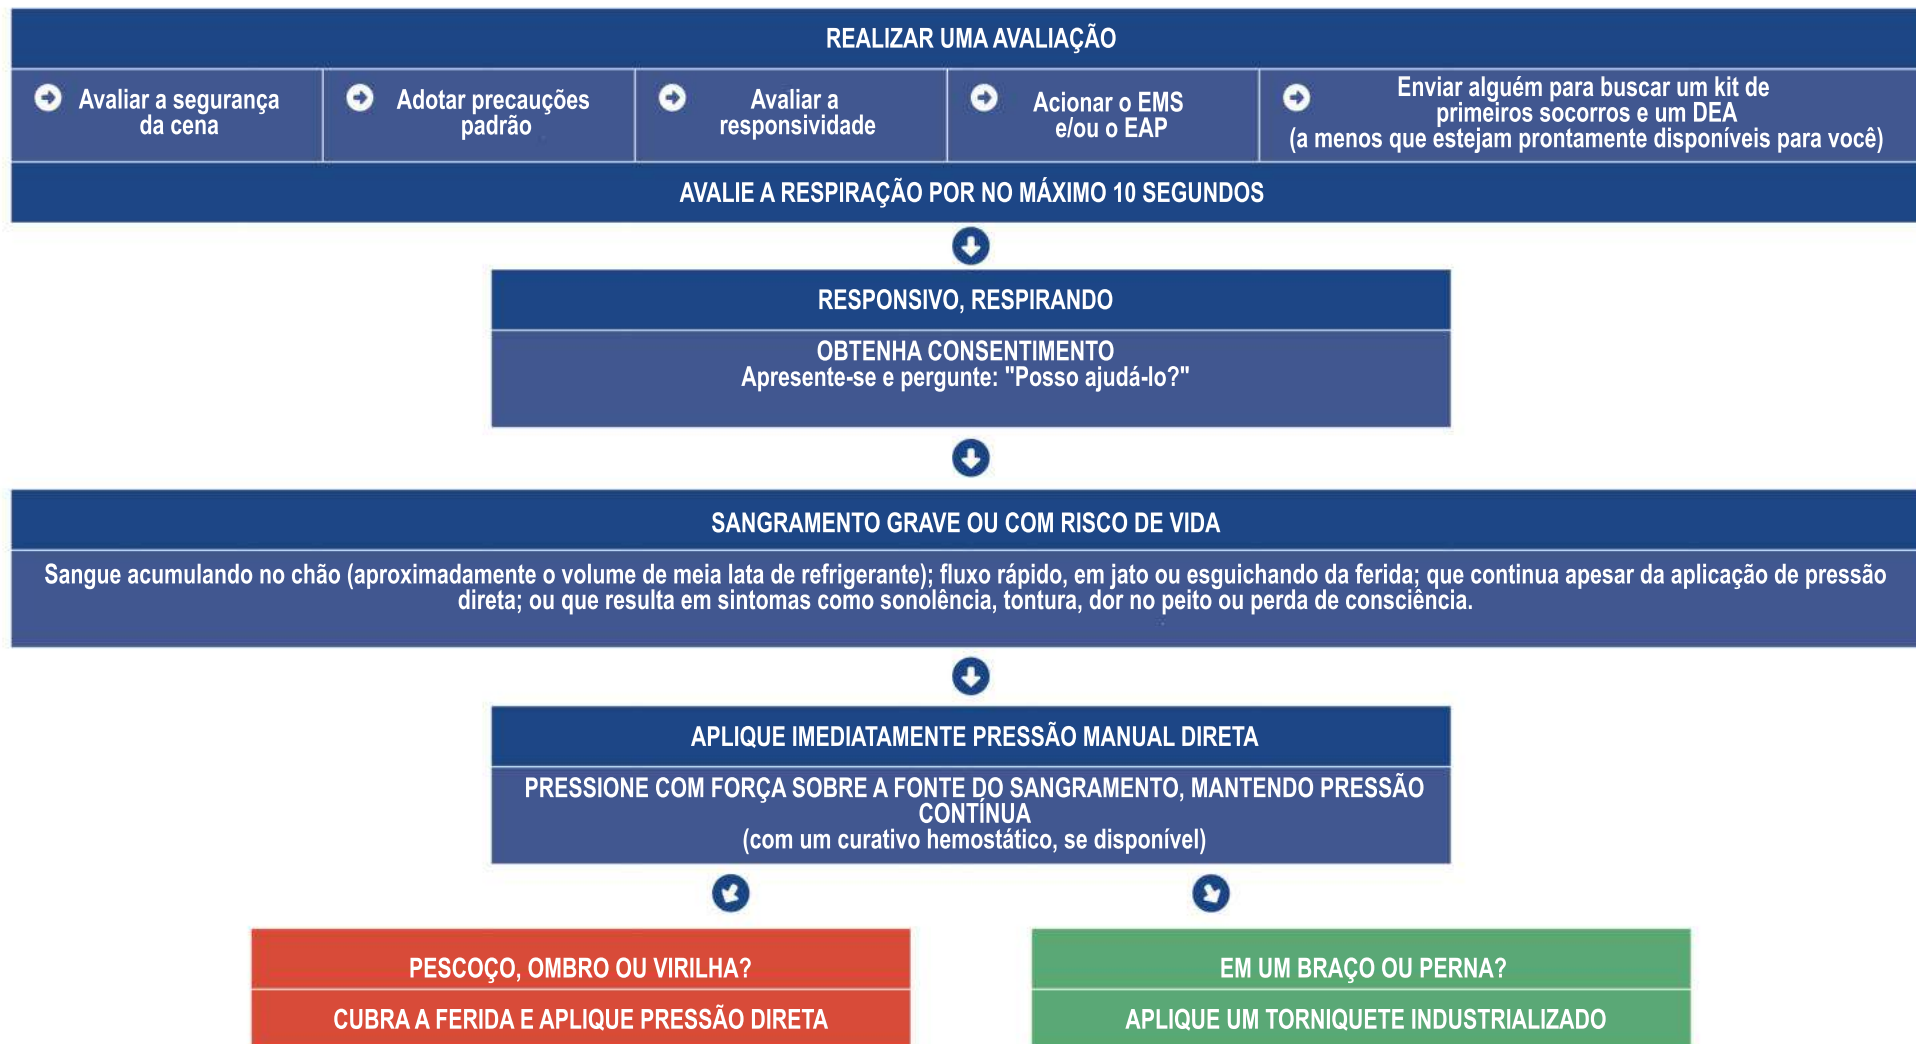 REALIZAR UMA AVALIAÇÃO
Avaliar a segurança
da cena
Adotar precauções
padrão
Avaliar a
responsividade
Acionar o EMS
e/ou o EAP
Enviar alguém para buscar um kit de
primeiros socorros e um DEA
(a menos que estejam prontamente disponíveis para você)
AVALIE A RESPIRAÇÃO POR NO MÁXIMO 10 SEGUNDOS
RESPONSIVO, RESPIRANDO
OBTENHA CONSENTIMENTO
Apresente-se e pergunte: "Posso ajudá-lo?"
SANGRAMENTO GRAVE OU COM RISCO DE VIDA
Sangue acumulando no chão (aproximadamente o volume de meia lata de refrigerante); fluxo rápido, em jato ou esguichando da ferida; que continua apesar da aplicação de pressão
direta; ou que resulta em sintomas como sonolência, tontura, dor no peito ou perda de consciência.
APLIQUE IMEDIATAMENTE PRESSÃO MANUAL DIRETA
PRESSIONE COM FORÇA SOBRE A FONTE DO SANGRAMENTO, MANTENDO PRESSÃO
CONTÍNUA
(com um curativo hemostático, se disponível)
PESCOÇO, OMBRO OU VIRILHA?
CUBRA A FERIDA E APLIQUE PRESSÃO DIRETA
EM UM BRAÇO OU PERNA?
APLIQUE UM TORNIQUETE INDUSTRIALIZADO